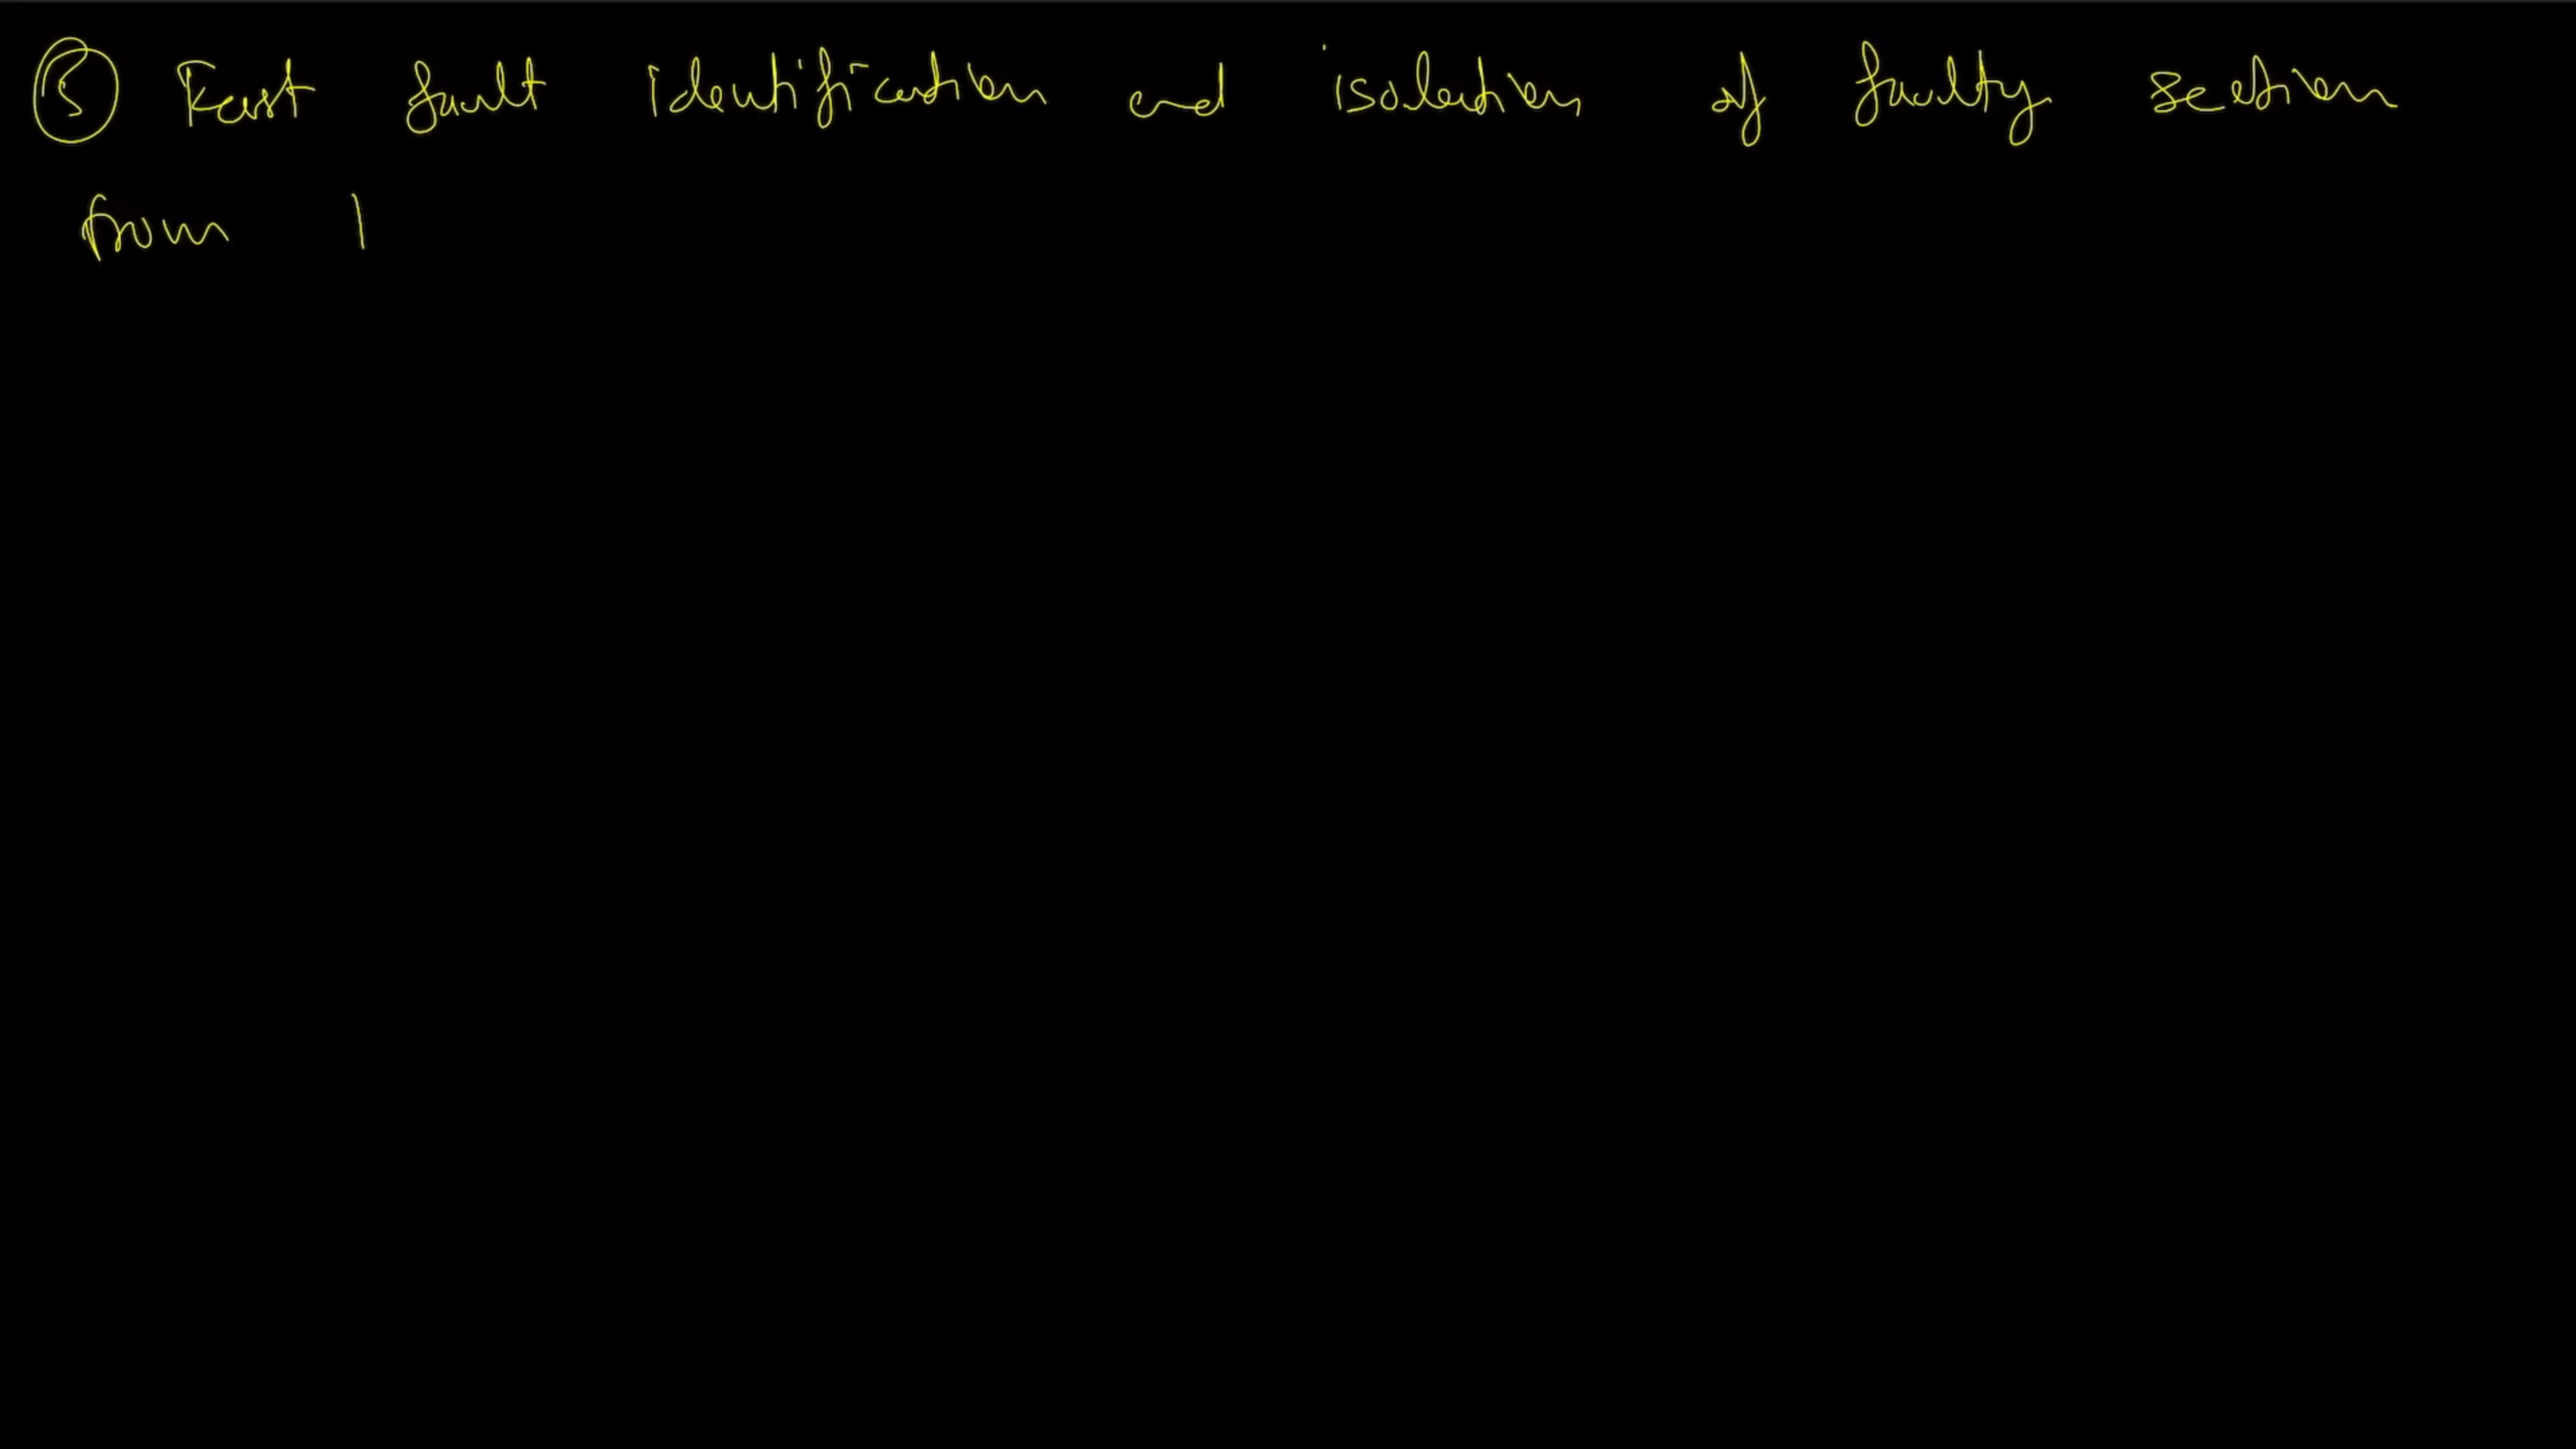 ⑤ Fast fault identification and isolation of faulty section
from